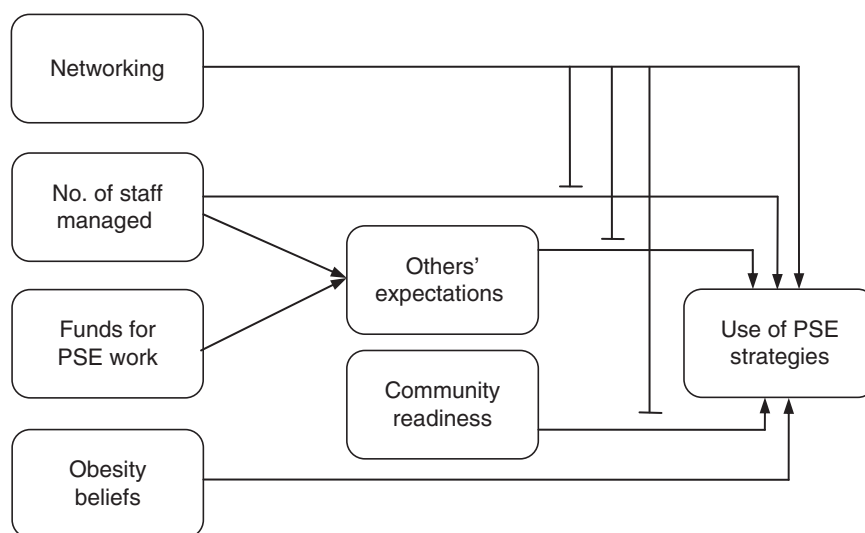 Networking
No. of staff
managed
Others'
expectations
Funds for
PSE work
Use of PSE
strategies
Community
readiness
Obesity
beliefs